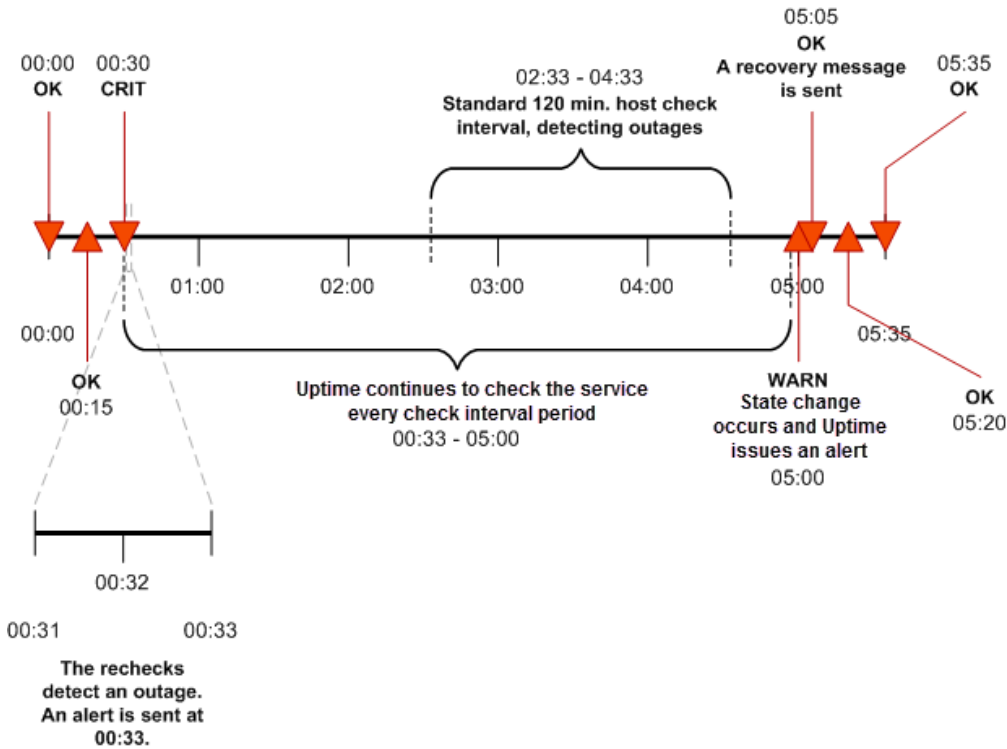 05:05
OK
A recovery message
is sent
00:00
OK
00:30
CRIT
02:33 - 04:33
Standard 120 min. host check
interval, detecting outages
05:35
OK
01:00
02:00
03:00
04:00
05:00
00:00
05:35
OK
00:15
Uptime continues to check the service
every check interval period
00:33 - 05:00
WARN
State change
occurs and Uptime
issues an alert
05:00
OK
05:20
00:32
00:31
00:33
The rechecks
detect an outage.
An alert is sent at
00:33.